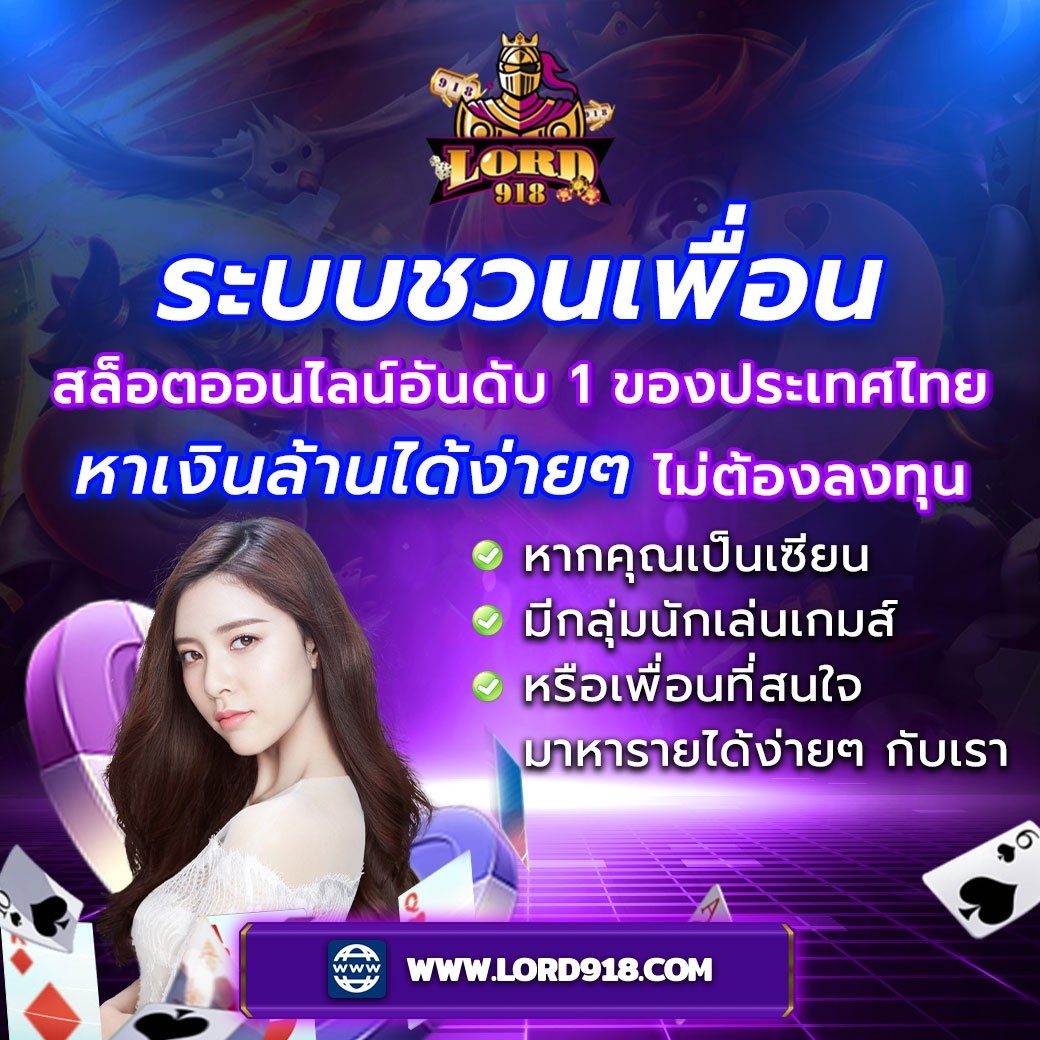 918
918
LORD
918
ระบบชวนเพื่อน
สล็อตออนไลน์อันดับ 1 ของประเทศไทย
หาเงินล้านได้ง่ายๆ ไม่ต้องลงทุน
หากคุณเป็นเซียน
มีกลุ่มนักเล่นเกมส์
หรือเพื่อนที่สนใจ
มาหารายได้ง่ายๆ กับเรา
6
Q
Q
A
WWW
WWW.LORD918.COM